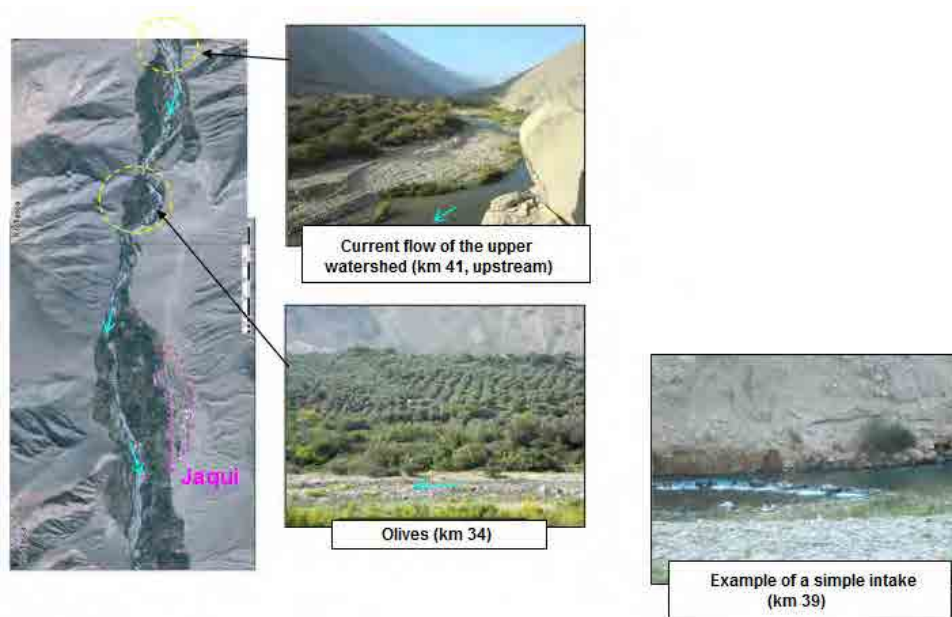 Current flow of the upper
watershed (km 41, upstream)
Jaqui
Olives (km 34)
Example of a simple intake
(km 39)